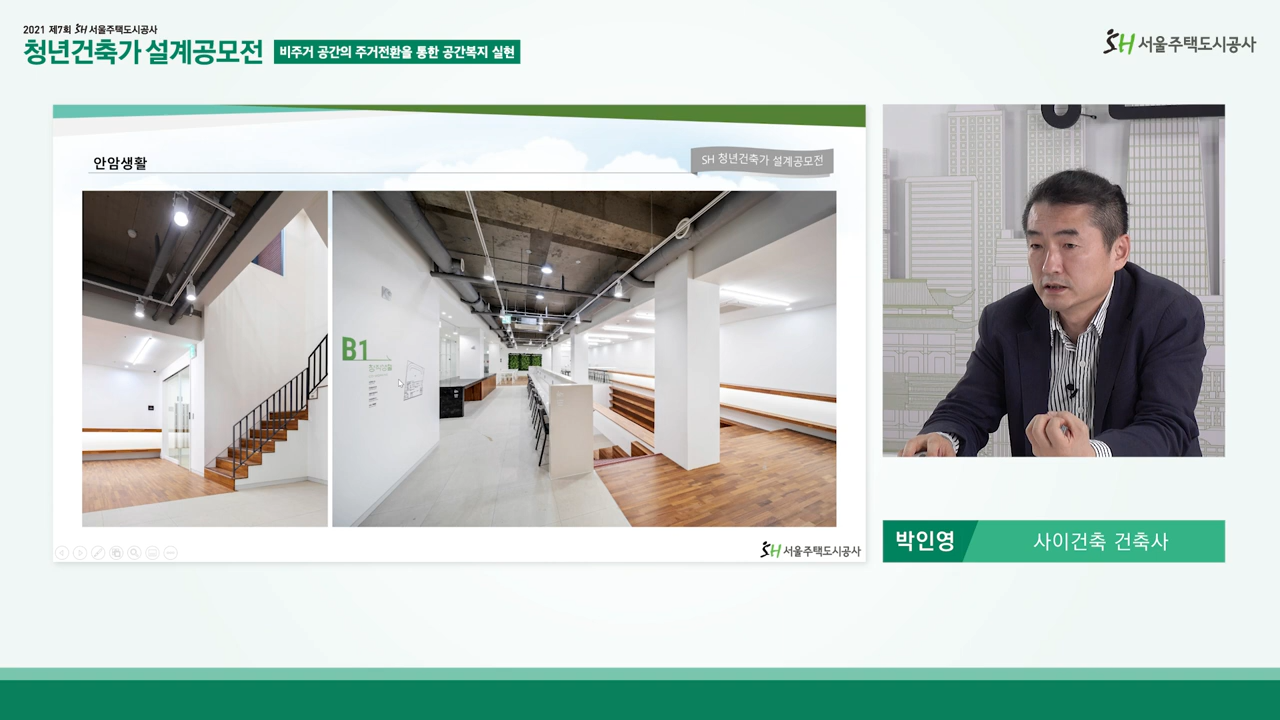 2021 제7회 SH 서울주택도시공사
청년건축가 설계공모전 비주거 공간의 주거전환을 통한 공간복지 실현
SH 서울주택도시공사
안암생활
SH 청년건축가 설계공모전
B1
SH 서울주택도시공사
박인영 사이건축 건축사